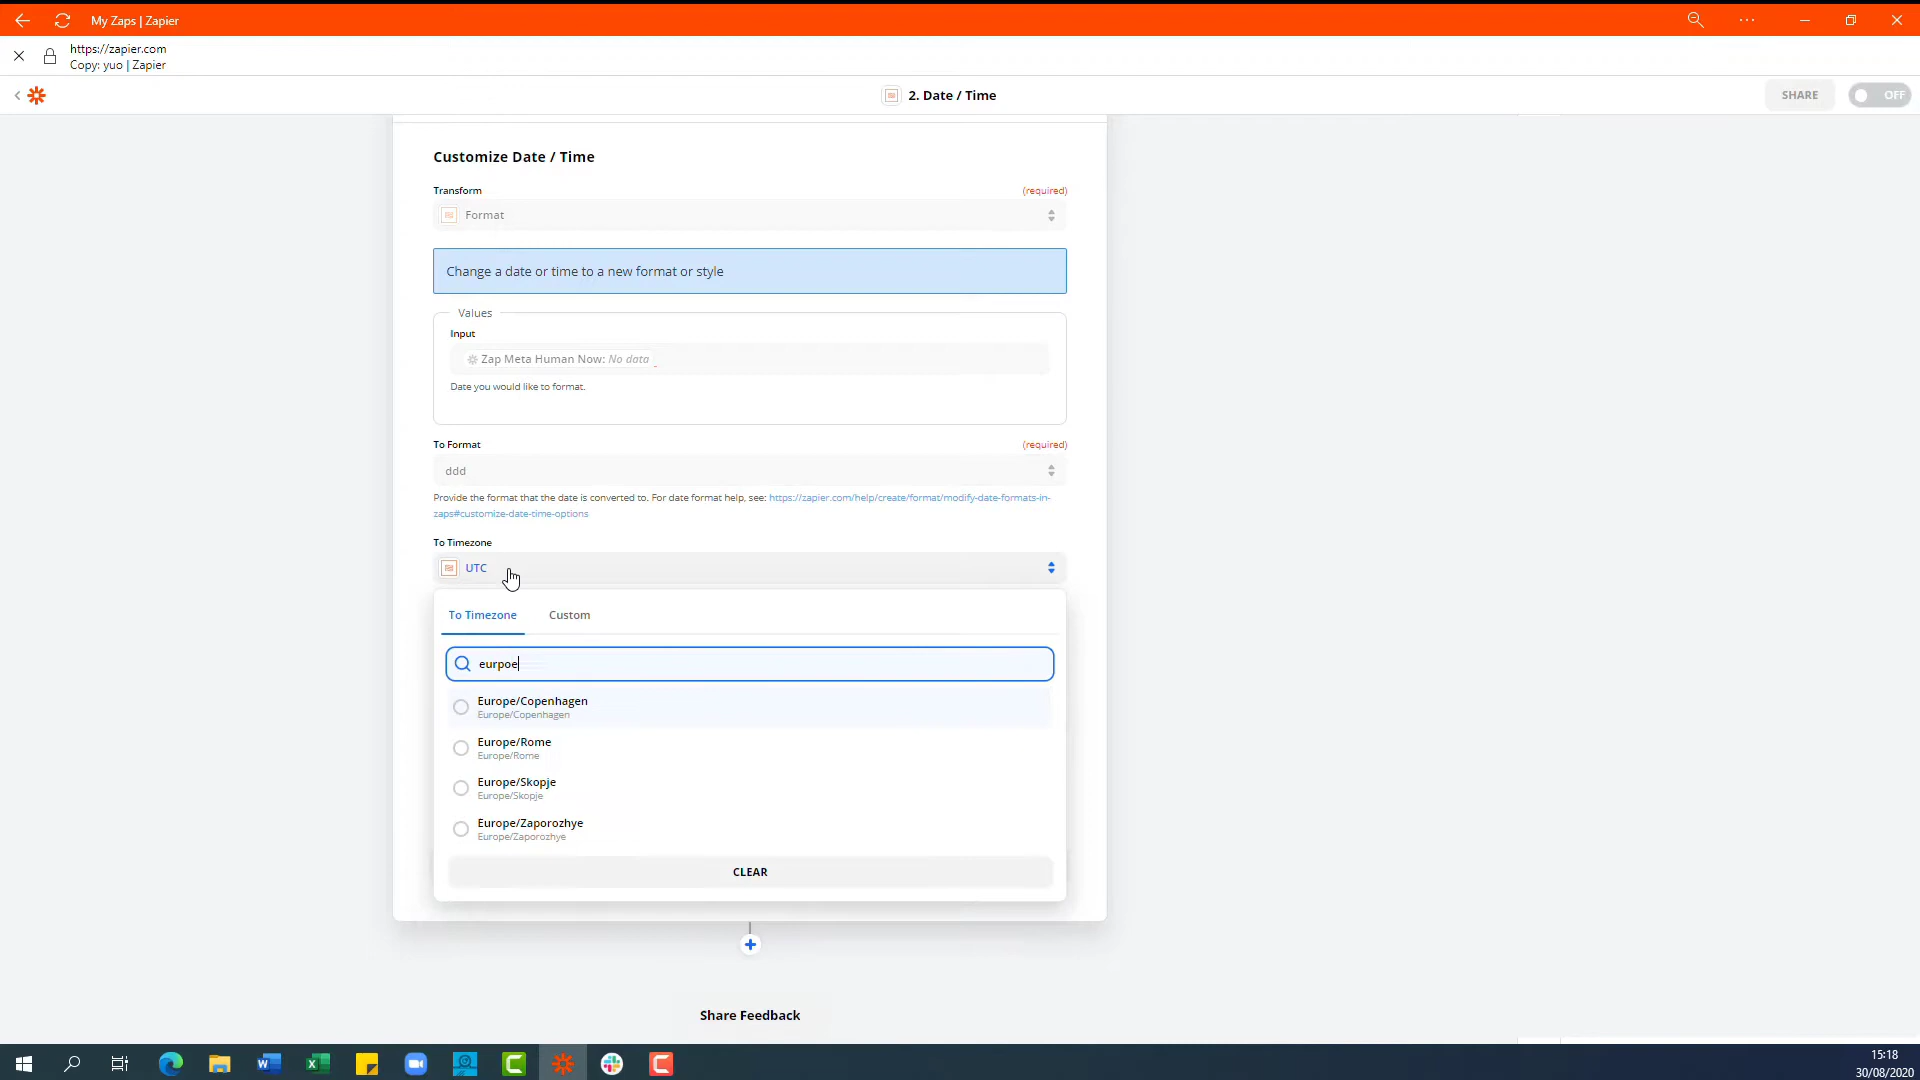 My Zaps | Zapier
https://zapier.com
Copy: yuo | Zapier
2. Date / Time
SHARE
OFF
Customize Date / Time
Transform
(required)
Format
Change a date or time to a new format or style
Values
Input
Zap Meta Human Now: No data
Date you would like to format.
To Format
(required)
ddd
Provide the format that the date is converted to. For date format help, see: https://zapier.com/help/create/format/modify-date-formats-in-
zaps#customize-date-time-options
To Timezone
UTC
To Timezone
Custom
eurpoe
Europe/Copenhagen
Europe/Copenhagen
Europe/Rome
Europe/Rome
Europe/Skopje
Europe/Skopje
Europe/Zaporozhye
Europe/Zaporozhye
CLEAR
Share Feedback
15:18
30/08/2020